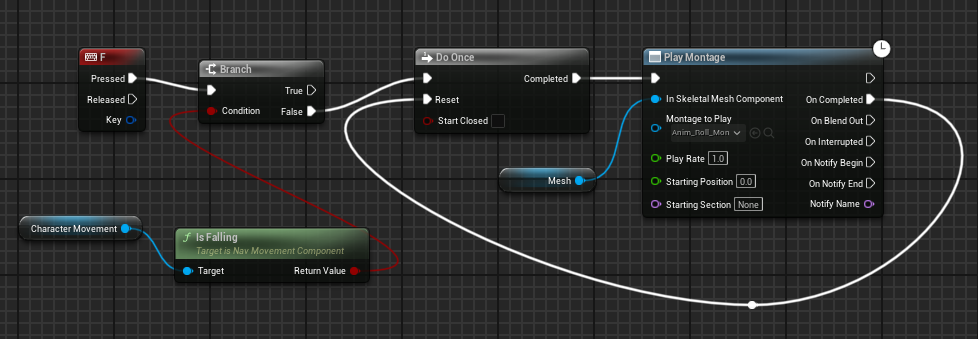 F
Pressed
Released
Key
Branch
True
Condition
False
Do Once
Completed
Reset
Start Closed
Play Montage
In Skeletal Mesh Component
On Completed
Montage to Play
Anim_Roll_Mon
On Blend Out
On Interrupted
Play Rate 1.0
On Notify Begin
Starting Position 0.0
On Notify End
Starting Section None
Notify Name
Mesh
Character Movement
Is Falling
Target is Nav Movement Component
Target
Return Value